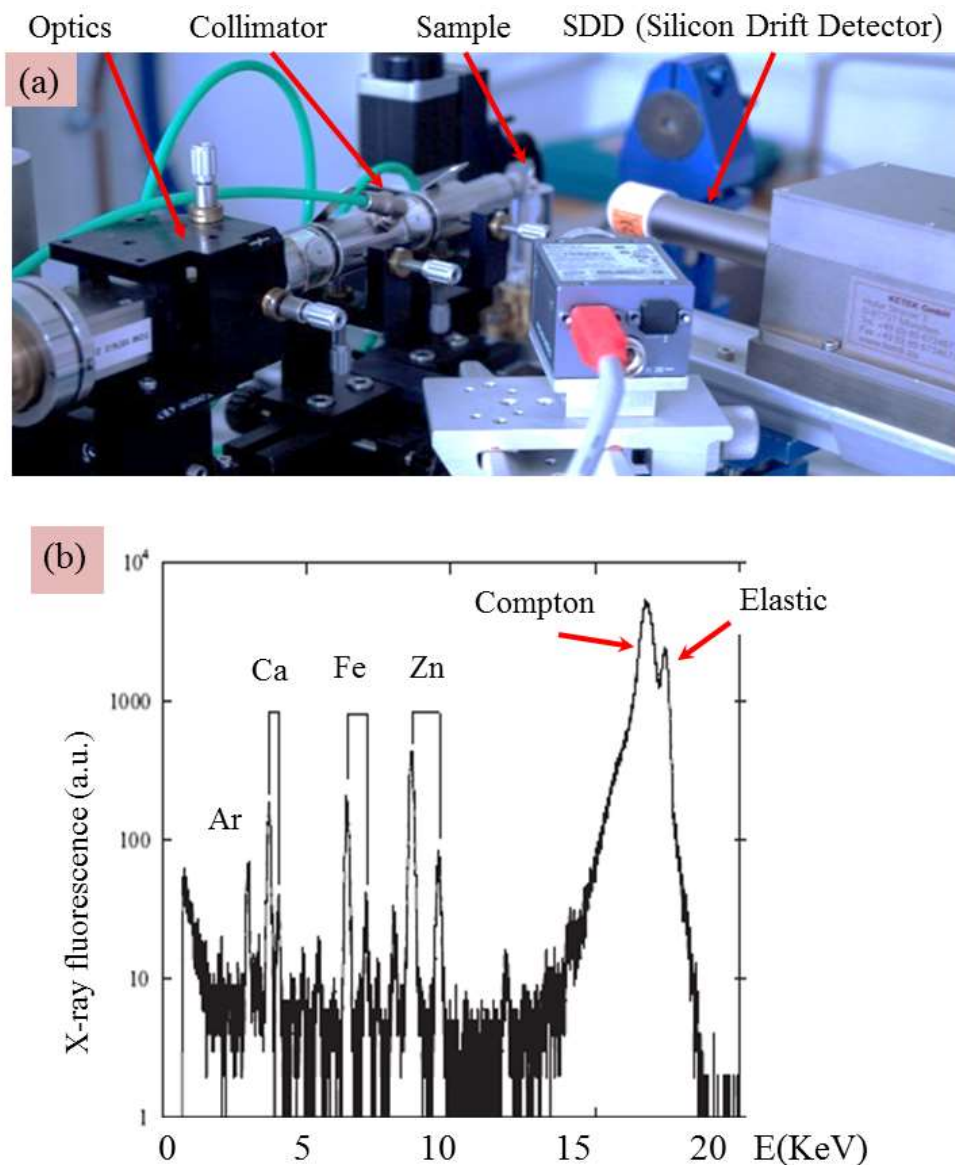 Optics Collimator Sample SDD (Silicon Drift Detector)
(a)
KETEK GmbH
(b)
X-ray fluorescence (a.u.)
10⁴
1000
100
10
1
Compton
Elastic
Ca
Fe
Zn
Ar
0 5 10 15 20 E(KeV)